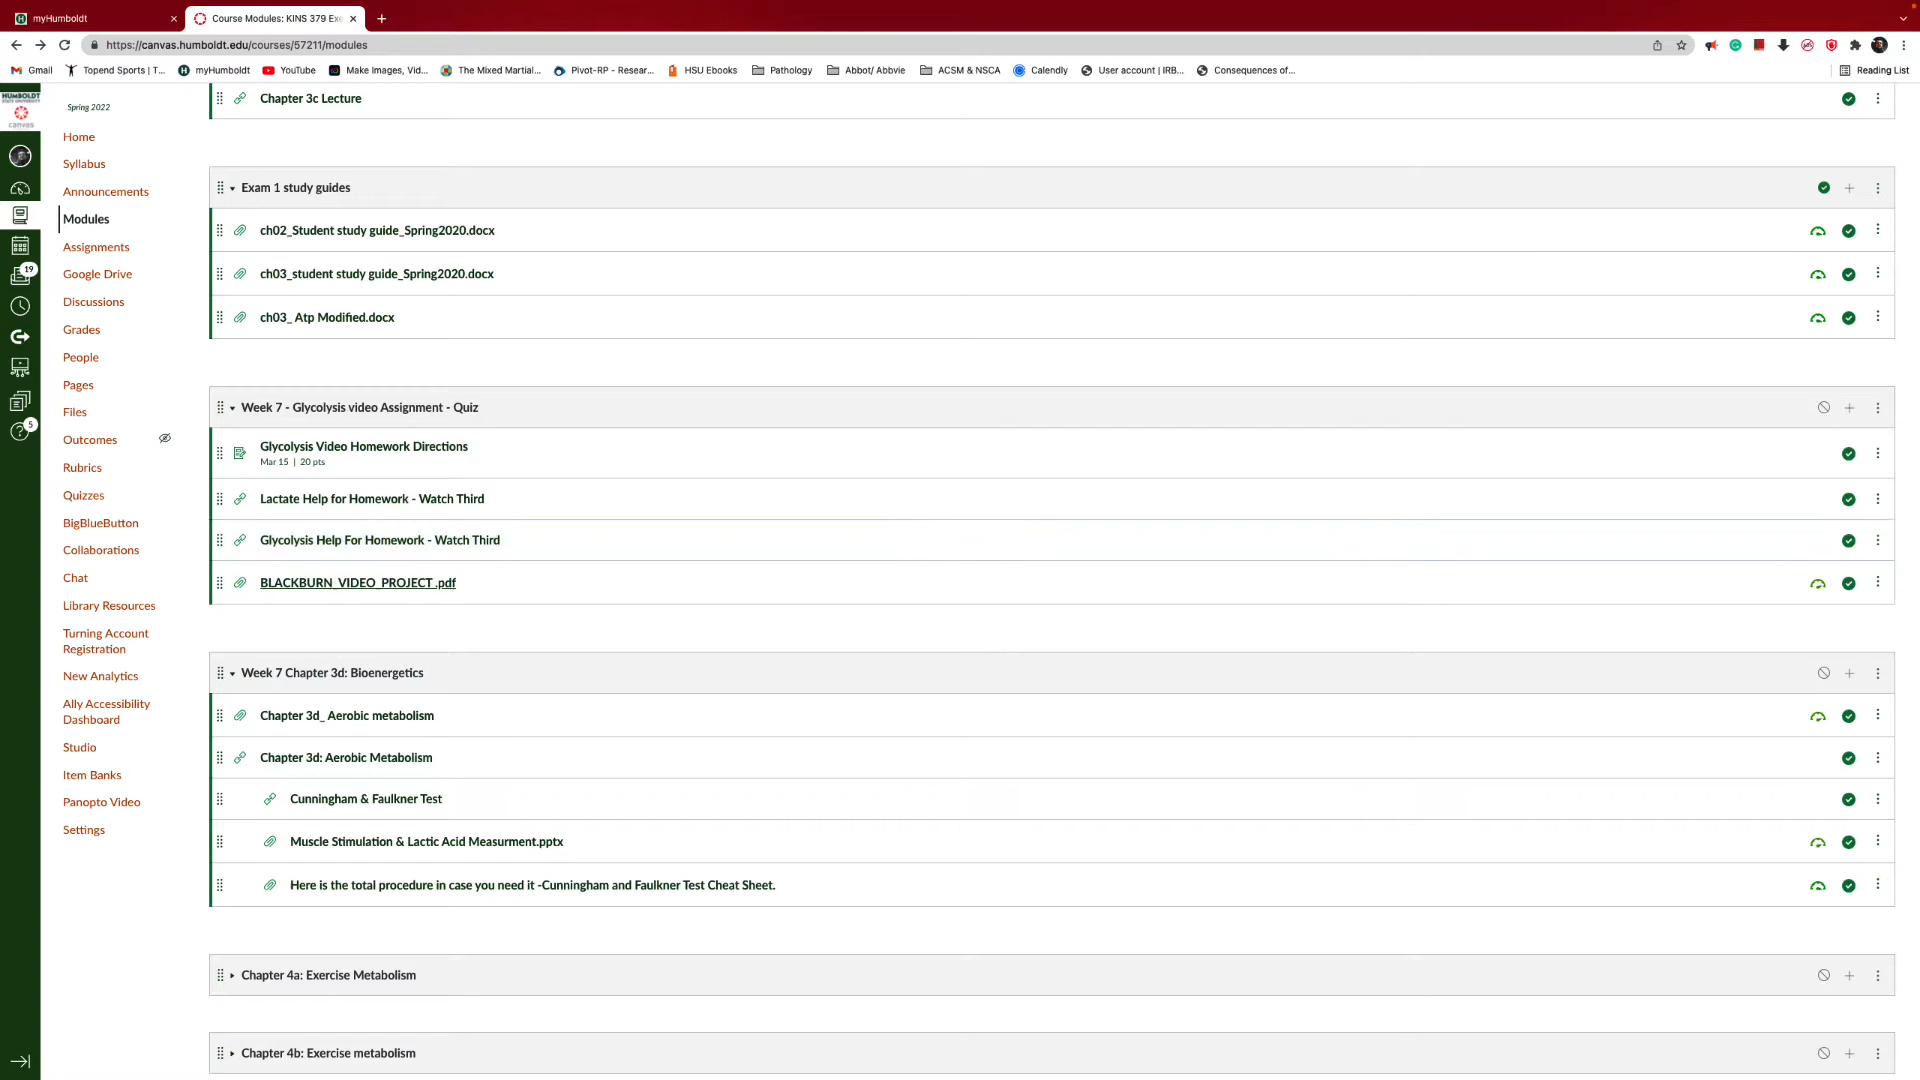 myHumboldt
Course Modules: KINS 379 Exe
https://canvas.humboldt.edu/courses/57211/modules
Gmail
Topend Sports | T...
myHumboldt
YouTube
Make Images, Vid...
The Mixed Martial...
Pivot-RP - Resear...
HSU Ebooks
Pathology
Abbot/ Abbvie
ACSM & NSCA
Calendly
User account | IRB...
Consequences of...
Reading List
HUMBOLDT
STATE UNIVERSITY
canvas
19
5
Spring 2022
Home
Syllabus
Announcements
Modules
Assignments
Google Drive
Discussions
Grades
People
Pages
Files
Outcomes
Rubrics
Quizzes
BigBlueButton
Collaborations
Chat
Library Resources
Turning Account
Registration
New Analytics
Ally Accessibility
Dashboard
Studio
Item Banks
Panopto Video
Settings
Chapter 3c Lecture
Exam 1 study guides
ch02_Student study guide_Spring2020.docx
ch03_student study guide_Spring2020.docx
ch03_ Atp Modified.docx
Week 7 - Glycolysis video Assignment - Quiz
Glycolysis Video Homework Directions
Mar 15 | 20 pts
Lactate Help for Homework - Watch Third
Glycolysis Help For Homework - Watch Third
BLACKBURN_VIDEO_PROJECT .pdf
Week 7 Chapter 3d: Bioenergetics
Chapter 3d_ Aerobic metabolism
Chapter 3d: Aerobic Metabolism
Cunningham & Faulkner Test
Muscle Stimulation & Lactic Acid Measurment.pptx
Here is the total procedure in case you need it -Cunningham and Faulkner Test Cheat Sheet.
Chapter 4a: Exercise Metabolism
Chapter 4b: Exercise metabolism